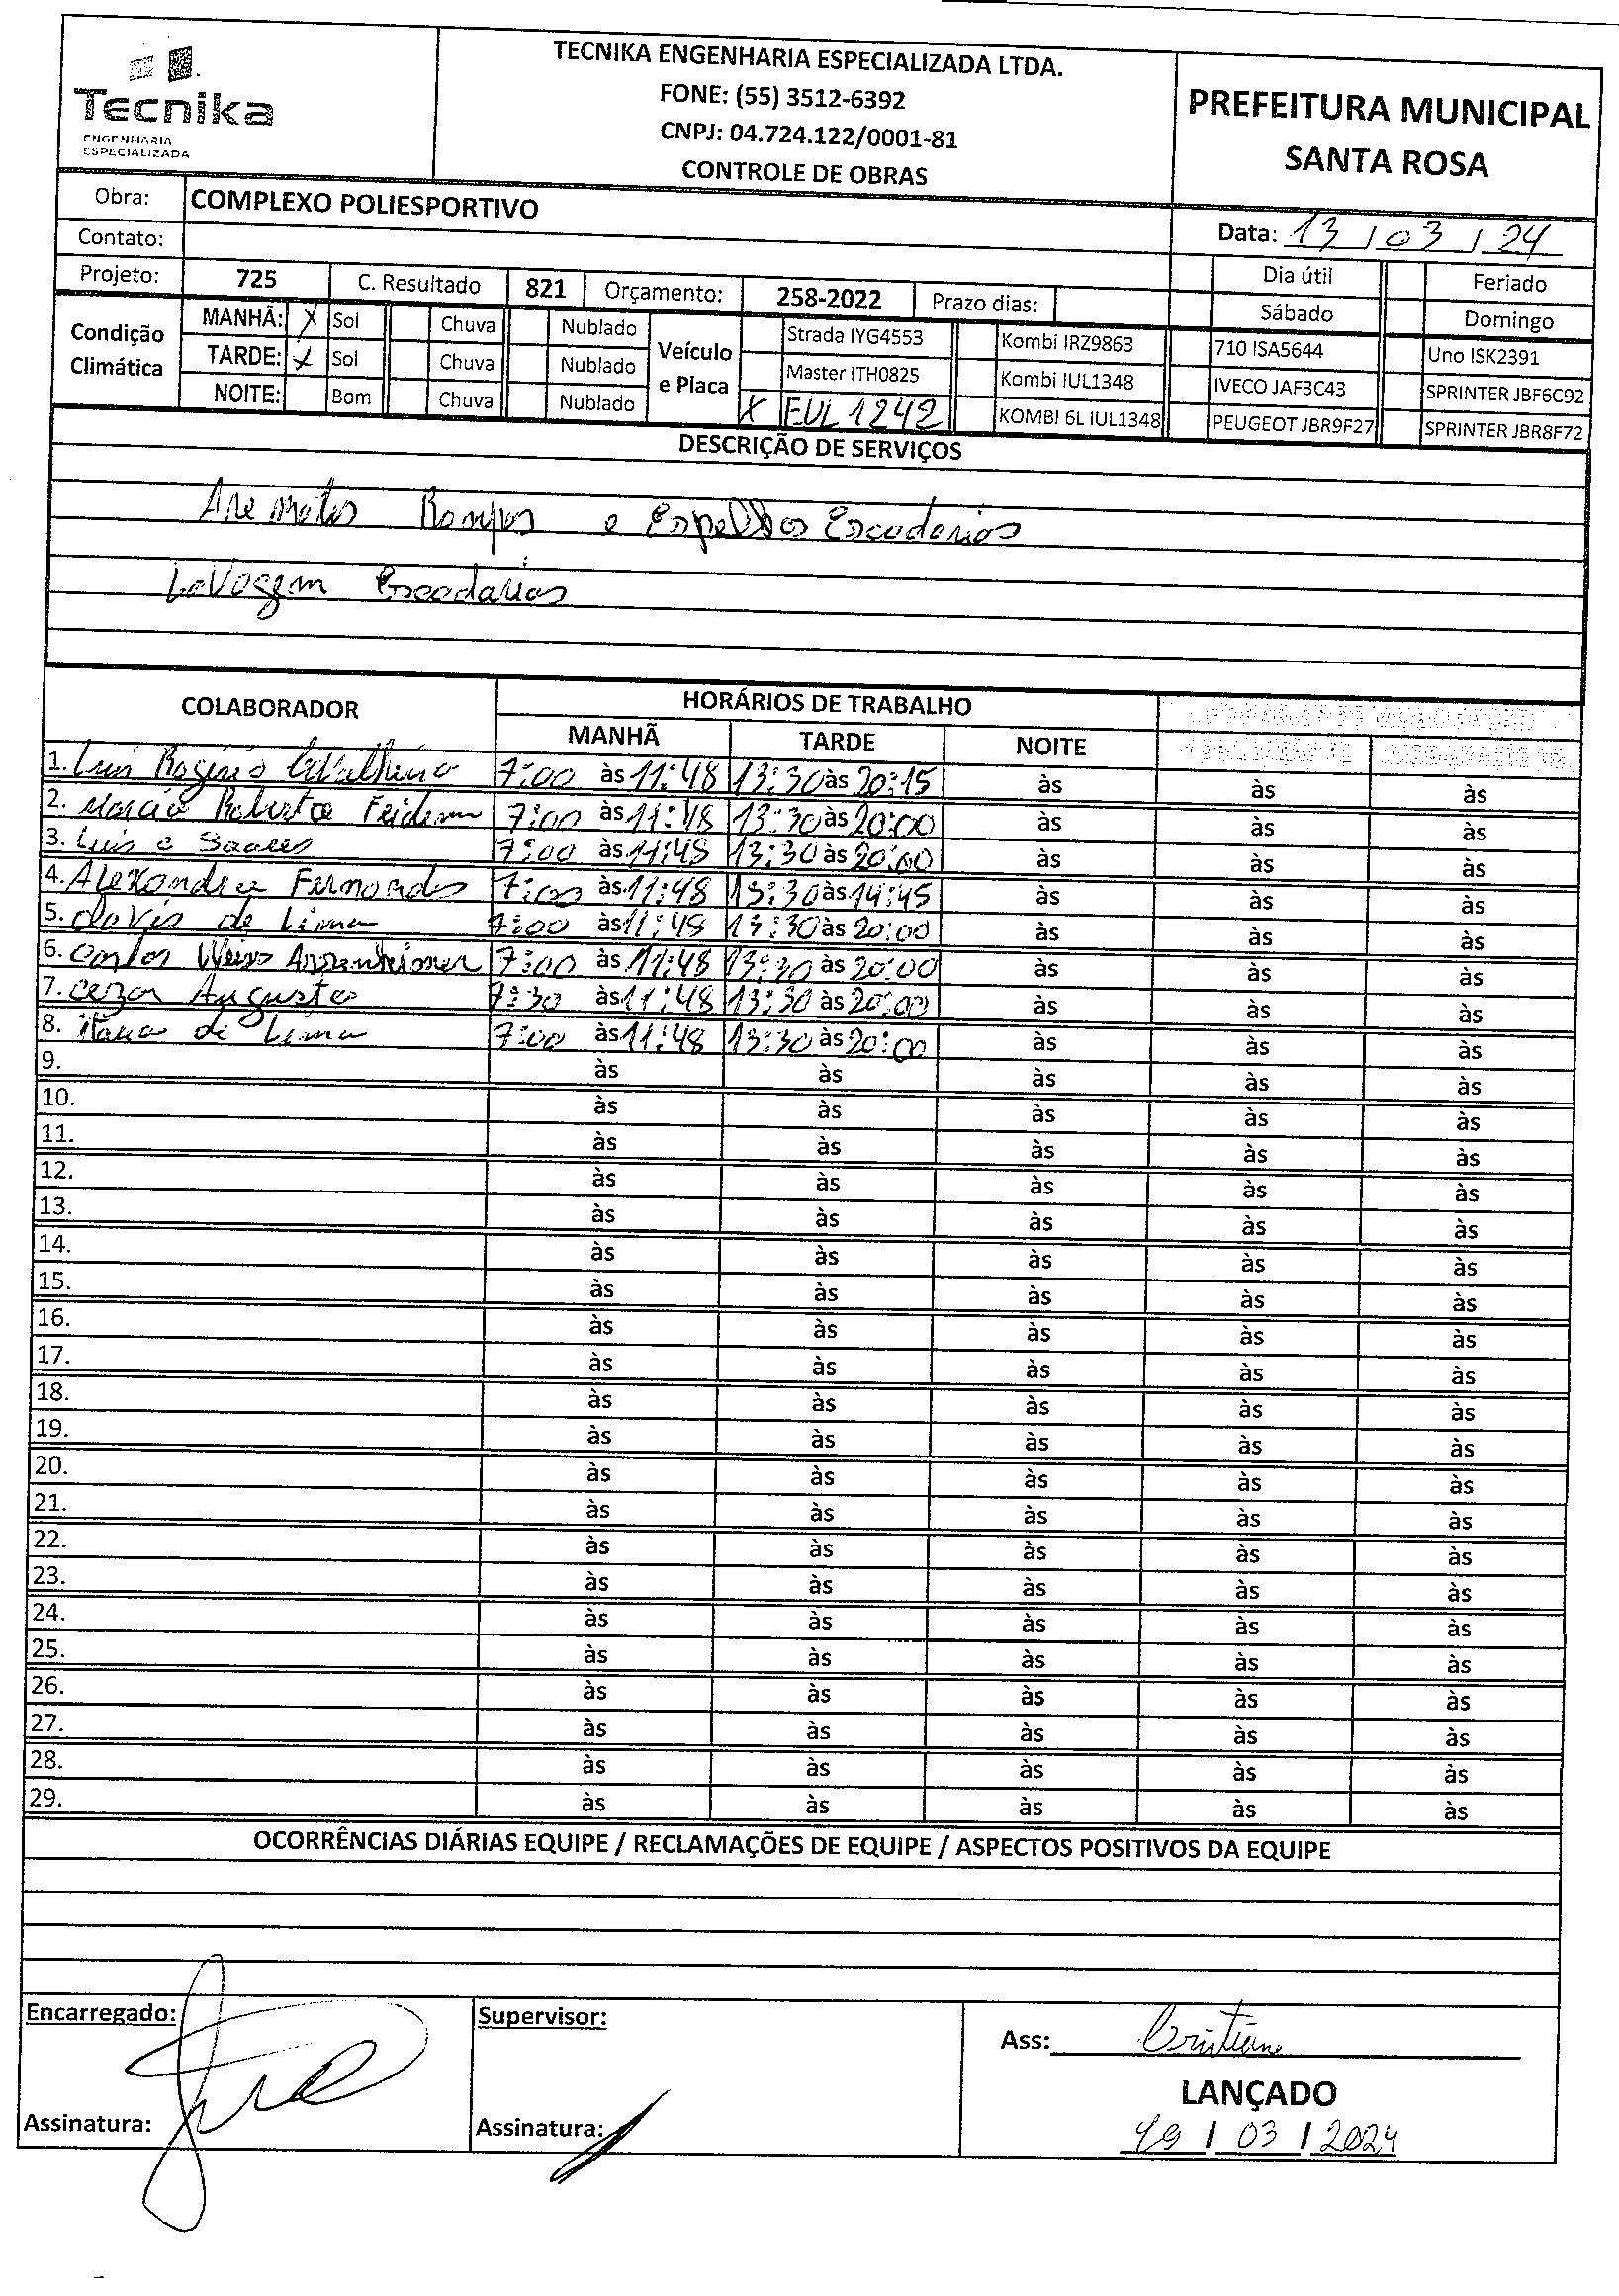 Tecnika
ENGENHARIA
ESPECIALIZADA
TECNIKA ENGENHARIA ESPECIALIZADA LTDA.
FONE: (55) 3512-6392
CNPJ: 04.724.122/0001-81
CONTROLE DE OBRAS
PREFEITURA MUNICIPAL
SANTA ROSA
Obra: COMPLEXO POLIESPORTIVO
Data: 13 / 03 / 24
Contato:
Projeto: 725 C. Resultado 821 Orçamento: 258-2022 Prazo dias: Dia útil Feriado
Sábado Domingo
Condição Climática
MANHÃ: X Sol Chuva Nublado
TARDE: X Sol Chuva Nublado
NOITE: Bom Chuva Nublado
Veículo e Placa
Strada IYG4553 Kombi IRZ9863 710 ISA5644 Uno ISK2391
Master ITH0825 Kombi IUL1348 IVECO JAF3C43 SPRINTER JBF6C92
X EUL 1242 KOMBI 6L IUL1348 PEUGEOT JBR9F27 SPRINTER JBR8F72
DESCRIÇÃO DE SERVIÇOS
Rampas e Espelhos Escadarias
Lavagem Escadarias
COLABORADOR HORÁRIOS DE TRABALHO
MANHÃ TARDE NOITE
1. Luis Rogério 7:00 às 11:48 13:30 às 20:15 às às às
2. Marcio Roberto 7:00 às 11:48 13:30 às 20:00 às às às
3. Luis e Soares 7:00 às 11:48 13:30 às 20:00 às às às
4. Alexandre Fernandes 7:00 às 11:48 13:30 às 14:45 às às às
5. clovis de Lima 7:00 às 11:48 13:30 às 20:00 às às às
6. Carlos 7:00 às 11:48 13:30 às 20:00 às às às
7. cezar Augusto 7:30 às 11:48 13:30 às 20:00 às às às
8. de Lima 7:00 às 11:48 13:30 às 20:00 às às às
9. às às às às às
10. às às às às às
11. às às às às às
12. às às às às às
13. às às às às às
14. às às às às às
15. às às às às às
16. às às às às às
17. às às às às às
18. às às às às às
19. às às às às às
20. às às às às às
21. às às às às às
22. às às às às às
23. às às às às às
24. às às às às às
25. às às às às às
26. às às às às às
27. às às às às às
28. às às às às às
29. às às às às às
OCORRÊNCIAS DIÁRIAS EQUIPE / RECLAMAÇÕES DE EQUIPE / ASPECTOS POSITIVOS DA EQUIPE
Encarregado:
Assinatura:
Supervisor:
Assinatura:
Ass: Cristiane
LANÇADO
19 / 03 / 2024